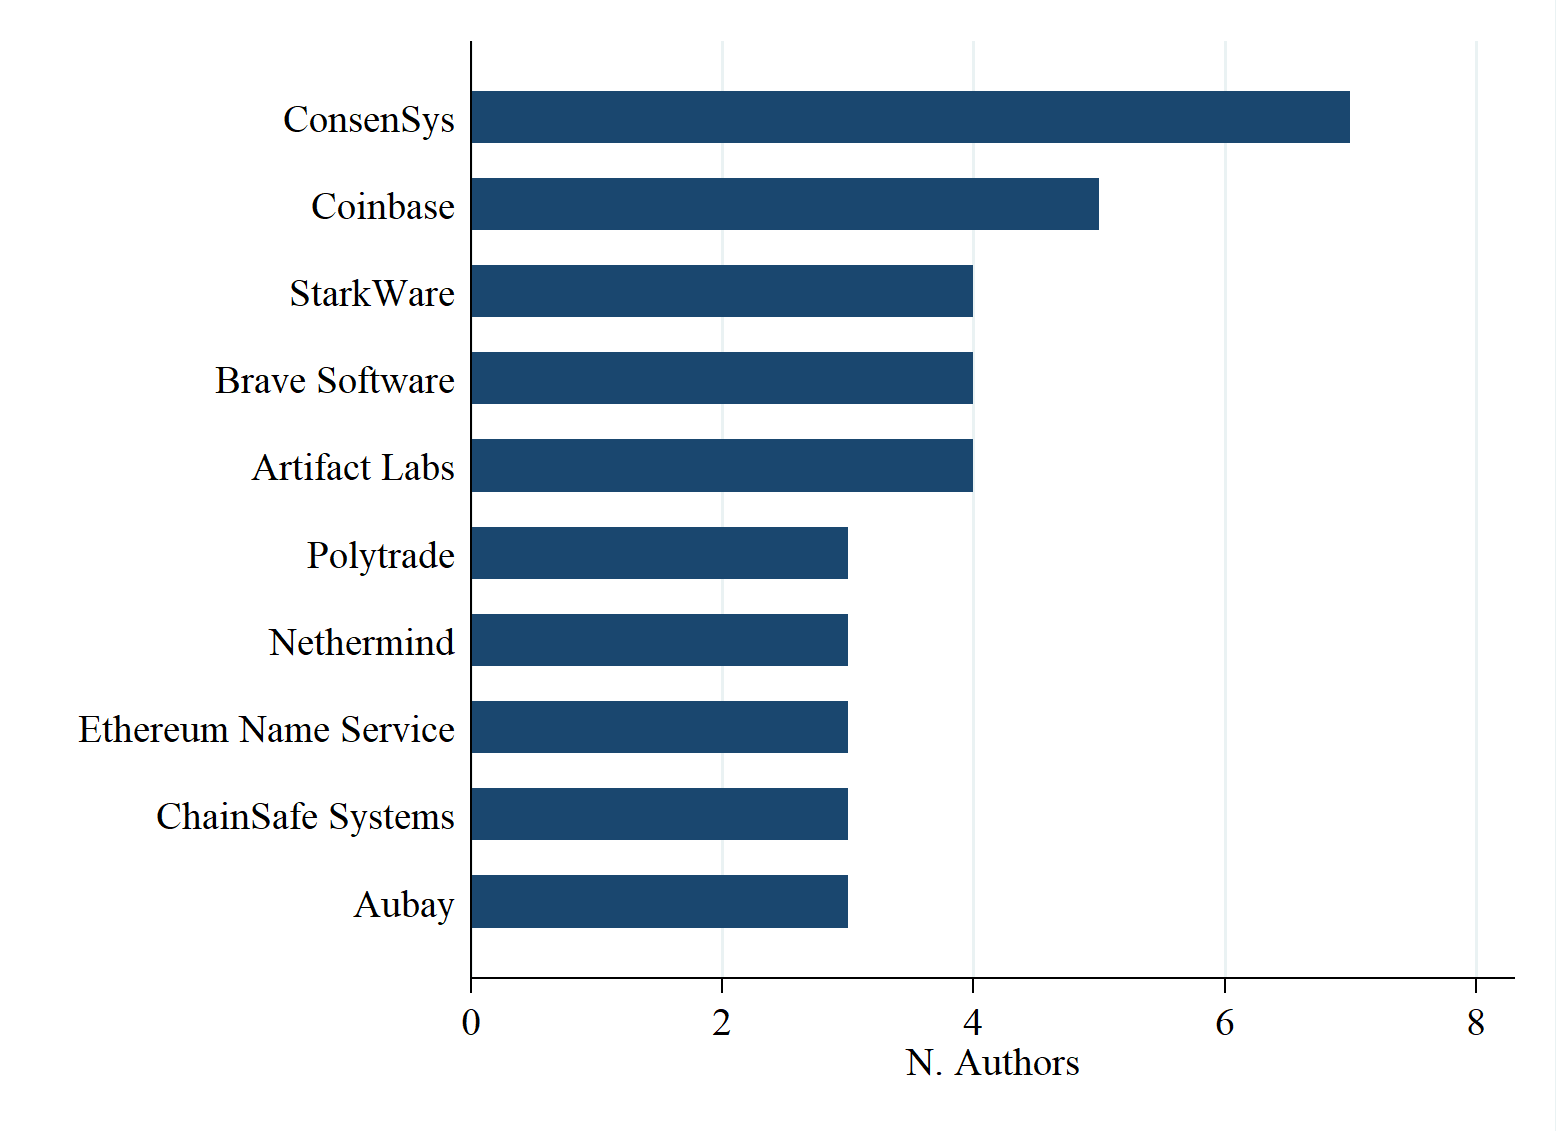 ConsenSys
Coinbase
StarkWare
Brave Software
Artifact Labs
Polytrade
Nethermind
Ethereum Name Service
ChainSafe Systems
Aubay
0 2 4 6 8
N. Authors